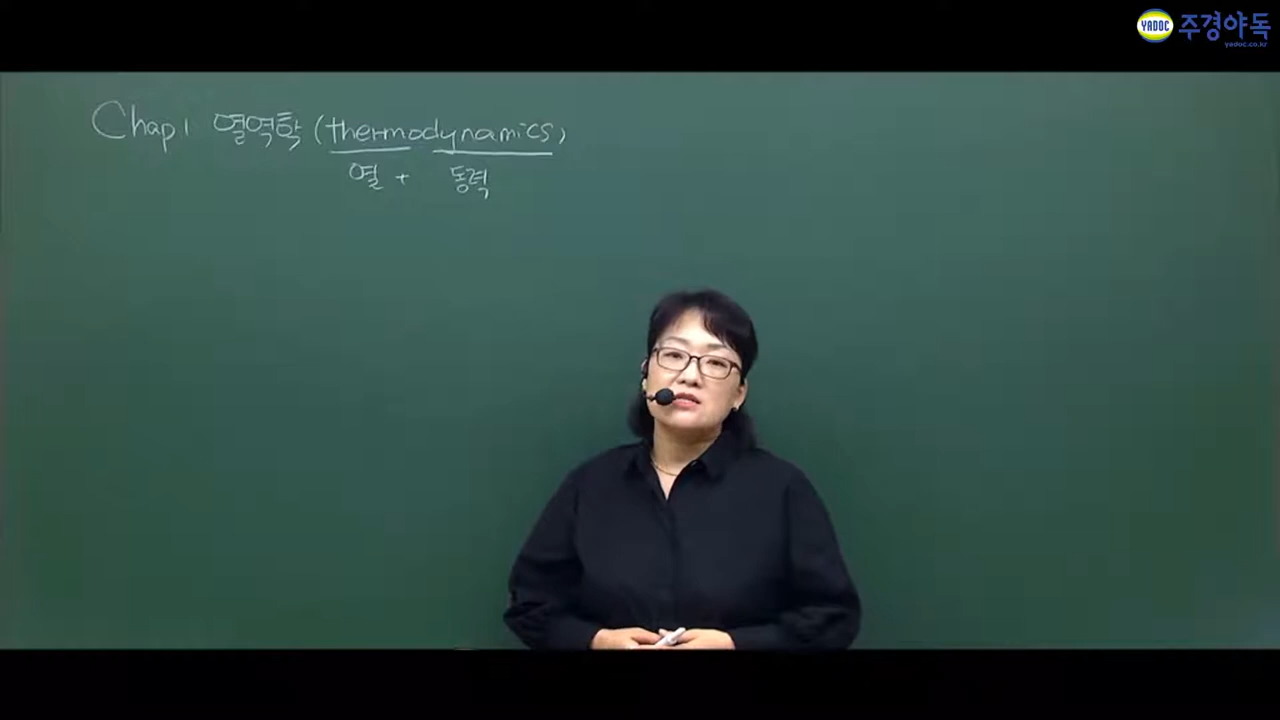 YADOC 주경야독
yadoc.co.kr
Chap1 열역학 (thermodynamics)
열 + 동력